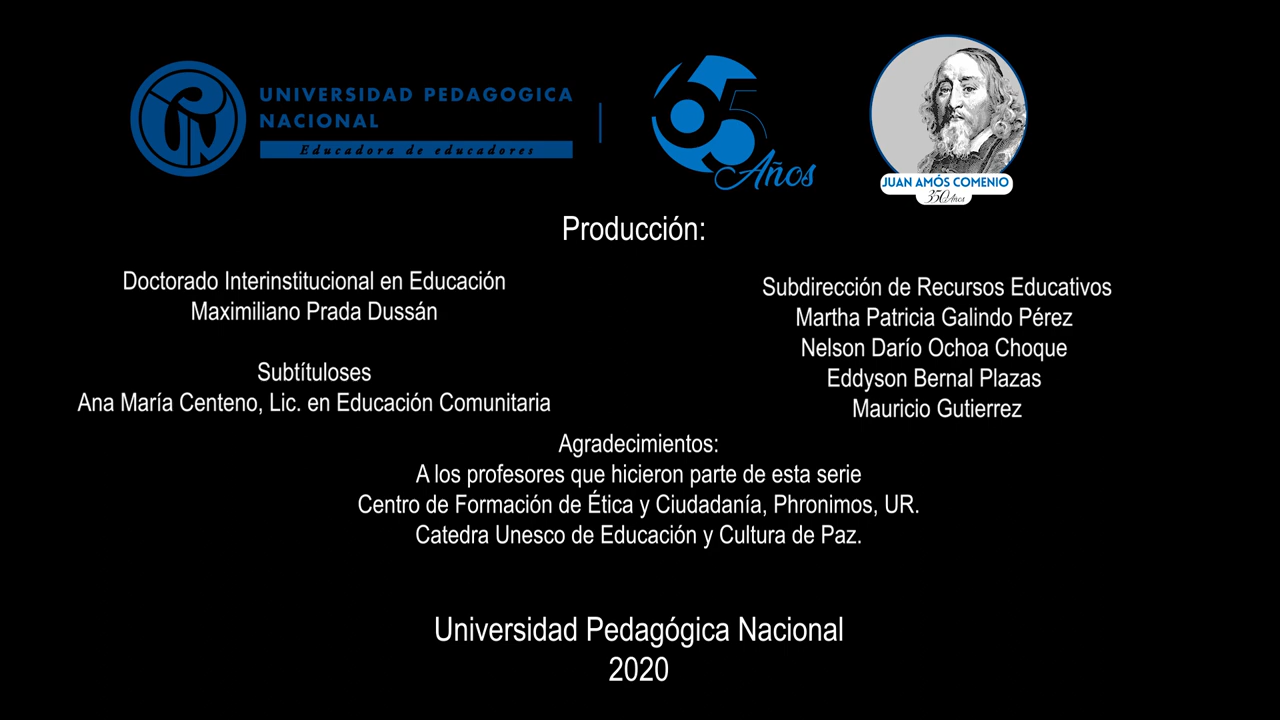 UNIVERSIDAD PEDAGOGICA
NACIONAL
Educadora de educadores
65
Años
JUAN AMÓS COMENIO
350 Años
Producción:
Doctorado Interinstitucional en Educación
Maximiliano Prada Dussán
Subtítuloses
Ana María Centeno, Lic. en Educación Comunitaria
Subdirección de Recursos Educativos
Martha Patricia Galindo Pérez
Nelson Darío Ochoa Choque
Eddyson Bernal Plazas
Mauricio Gutierrez
Agradecimientos:
A los profesores que hicieron parte de esta serie
Centro de Formación de Ética y Ciudadanía, Phronimos, UR.
Catedra Unesco de Educación y Cultura de Paz.
Universidad Pedagógica Nacional
2020